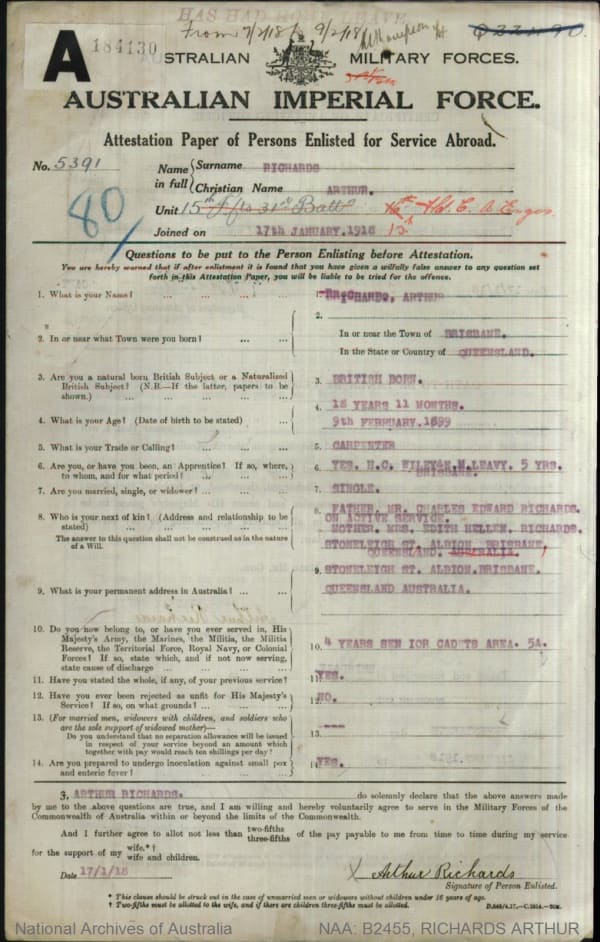 HAS HAD
From 7/2/18 9/2/18
A 184130
AUSTRALIAN MILITARY FORCES.
AUSTRALIAN IMPERIAL FORCE.
Attestation Paper of Persons Enlisted for Service Abroad.
No. 5391
Name in full
Surname RICHARDS
Christian Name ARTHUR.
80
Unit 15th 31st Batt
Joined on 17th JANUARY.1918
Questions to be put to the Person Enlisting before Attestation.
You are hereby warned that if after enlistment it is found that you have given a wilfully false answer to any question set
forth in this Attestation Paper, you will be liable to be tried for the offence.
1. What is your Name? ... ... ... ...
RICHARDS, ARTHUR
2. In or near what Town were you born? ... ...
2.
In or near the Town of BRISBANE.
In the State or Country of QUEENSLAND.
3. Are you a natural born British Subject or a Naturalized
British Subject? (N.B.—If the latter, papers to be
shown.) ... ... ... ...
3. BRITISH BORN.
4. What is your Age? (Date of birth to be stated) ...
4. 18 YEARS 11 MONTHS.
9th FEBRUARY. 1899
5. What is your Trade or Calling? ... ...
5. CARPENTER
6. Are you, or have you been, an Apprentice? If so, where,
to whom, and for what period? ... ...
6. YES. H.C. M.LEAVY. 5 YRS.
BRISBANE.
7. Are you married, single, or widower? ... ...
7. SINGLE.
8. Who is your next of kin? (Address and relationship to be
stated) ... ... ... ...
The answer to this question shall not be construed as in the nature
of a Will.
8. FATHER. MR. CHARLES EDWARD RICHARDS.
ON ACTIVE SERVICE.
MOTHER. MRS. EDITH HELLEN. RICHARDS.
STONELEIGH ST. ALBION. BRISBANE.
QUEENSLAND. AUSTRALIA.
9. What is your permanent address in Australia? ... ...
9. STONELEIGH ST. ALBION.BRISBANE.
QUEENSLAND AUSTRALIA.
10. Do you now belong to, or have you ever served in, His
Majesty's Army, the Marines, the Militia, the Militia
Reserve, the Territorial Force, Royal Navy, or Colonial
Forces? If so, state which, and if not now serving,
state cause of discharge ... ... ...
10. 4 YEARS SEN IOR CADETS AREA. 5A.
11. Have you stated the whole, if any, of your previous service?
11. YES.
12. Have you ever been rejected as unfit for His Majesty's
Service? If so, on what grounds? ... ...
12. NO.
13. (For married men, widowers with children, and soldiers who
are the sole support of widowed mother)—
Do you understand that no separation allowance will be issued
in respect of your service beyond an amount which
together with pay would reach ten shillings per day?
13. ---
14. Are you prepared to undergo inoculation against small pox
and enteric fever? ... ... ...
14. YES.
3, ARTHUR RICHARDS. do solemnly declare that the above answers made
by me to the above questions are true, and I am willing and hereby voluntarily agree to serve in the Military Forces of the
Commonwealth of Australia within or beyond the limits of the Commonwealth.
And I further agree to allot not less than two-fifths three-fifths of the pay payable to me from time to time during my service
for the support of my wife.*† wife and children.
Date 17/1/18
X Arthur Richards
Signature of Person Enlisted.
* This clause should be struck out in the case of unmarried men or widowers without children under 16 years of age.
† Two-fifths must be allotted to the wife, and if there are children three-fifths must be allotted.
National Archives of Australia
NAA: B2455, RICHARDS ARTHUR